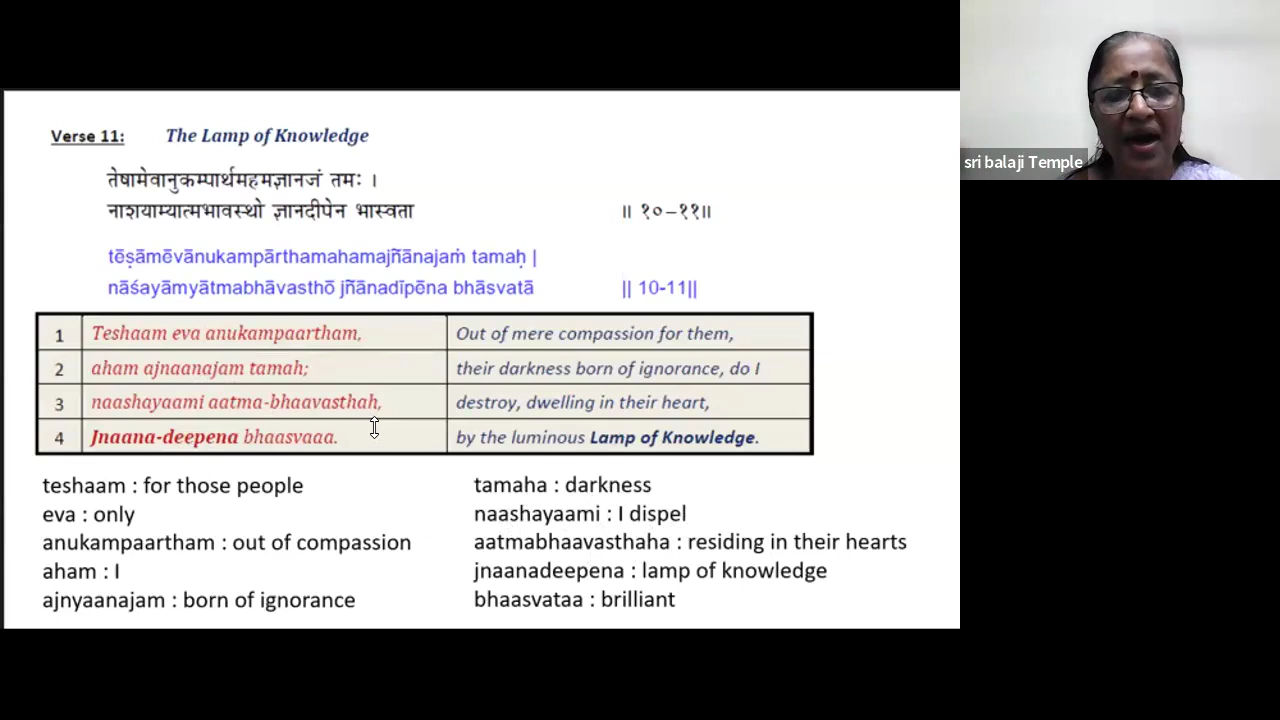 Verse 11: The Lamp of Knowledge
तेषामेवानुकम्पार्थमहमज्ञानजं तमः ।
नाशयाम्यात्मभावस्थो ज्ञानदीपेन भास्वता ॥ १०-११॥
tēṣāmēvānukampārthamahamajñānajaṁ tamaḥ |
nāśayāmyātmabhāvasthō jñānadīpēna bhāsvatā || 10-11||
1 Teshaam eva anukampaartham, Out of mere compassion for them,
2 aham ajnaanajam tamah; their darkness born of ignorance, do I
3 naashayaami aatma-bhaavasthah, destroy, dwelling in their heart,
4 Jnaana-deepena bhaasvaaa. by the luminous Lamp of Knowledge.
teshaam : for those people
eva : only
anukampaartham : out of compassion
aham : I
ajnyaanajam : born of ignorance
tamaha : darkness
naashayaami : I dispel
aatmabhaavasthaha : residing in their hearts
jnaanadeepena : lamp of knowledge
bhaasvataa : brilliant
sri balaji Temple